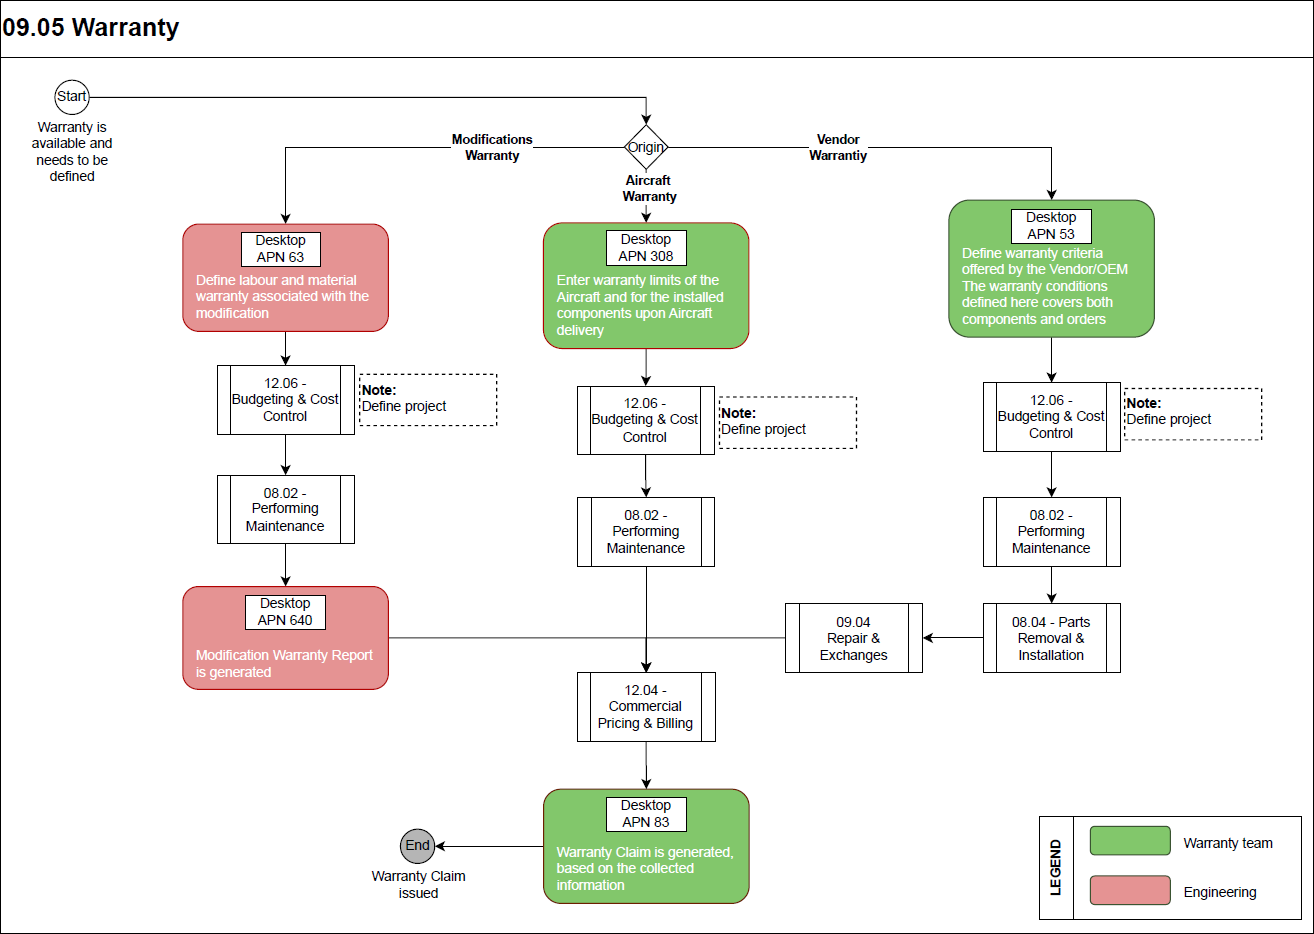 09.05 Warranty
Start
Warranty is
available and
needs to be
defined
Origin
Modifications
Warranty
Aircraft
Warranty
Vendor
Warrantiy
Desktop
APN 63
Define labour and material
warranty associated with the
modification
12.06 -
Budgeting & Cost
Control
Note:
Define project
08.02 -
Performing
Maintenance
Desktop
APN 640
Modification Warranty Report
is generated
Desktop
APN 308
Enter warranty limits of the
Aircraft and for the installed
components upon Aircraft
delivery
12.06 -
Budgeting & Cost
Control
Note:
Define project
08.02 -
Performing
Maintenance
Desktop
APN 53
Define warranty criteria
offered by the Vendor/OEM
The warranty conditions
defined here covers both
components and orders
12.06 -
Budgeting & Cost
Control
Note:
Define project
08.02 -
Performing
Maintenance
08.04 - Parts
Removal &
Installation
09.04
Repair &
Exchanges
12.04 -
Commercial
Pricing & Billing
Desktop
APN 83
Warranty Claim is generated,
based on the collected
information
End
Warranty Claim
issued
LEGEND
Warranty team
Engineering